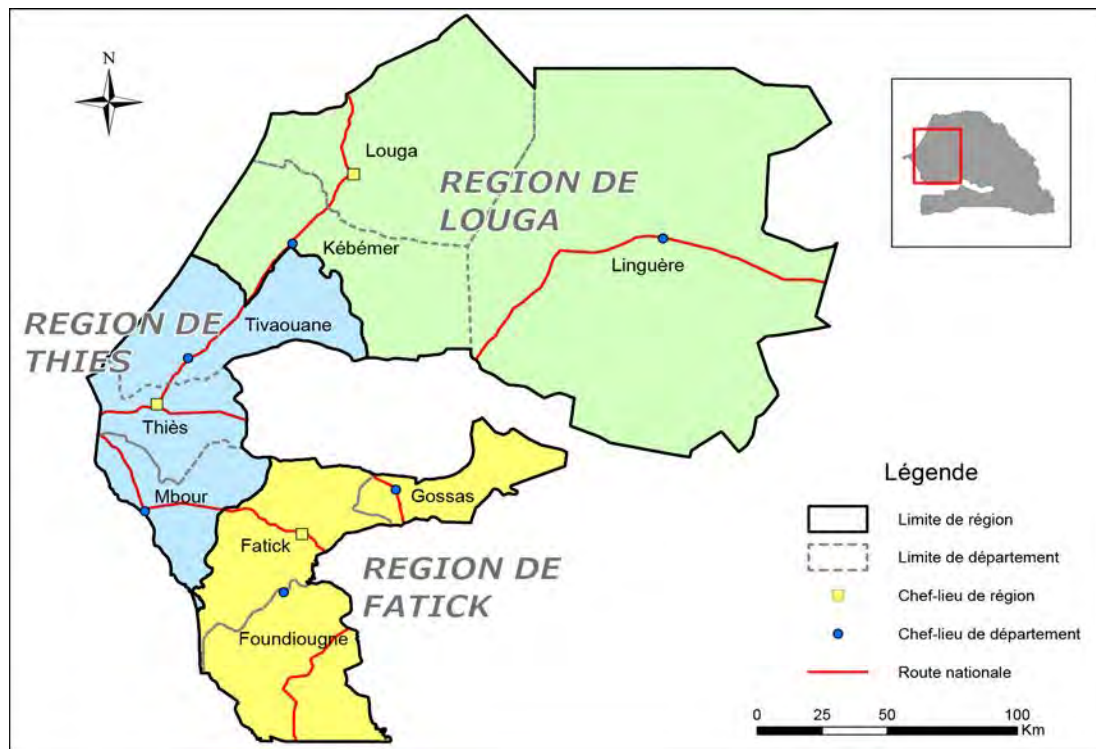 N
Louga
REGION DE
LOUGA
Kébémer
Linguère
REGION DE
THIES
Tivaouane
Thiès
Mbour
Gossas
Fatick
REGION DE
FATICK
Foundiougne
Légende
Limite de région
Limite de département
Chef-lieu de région
Chef-lieu de département
Route nationale
0 25 50 100
Km